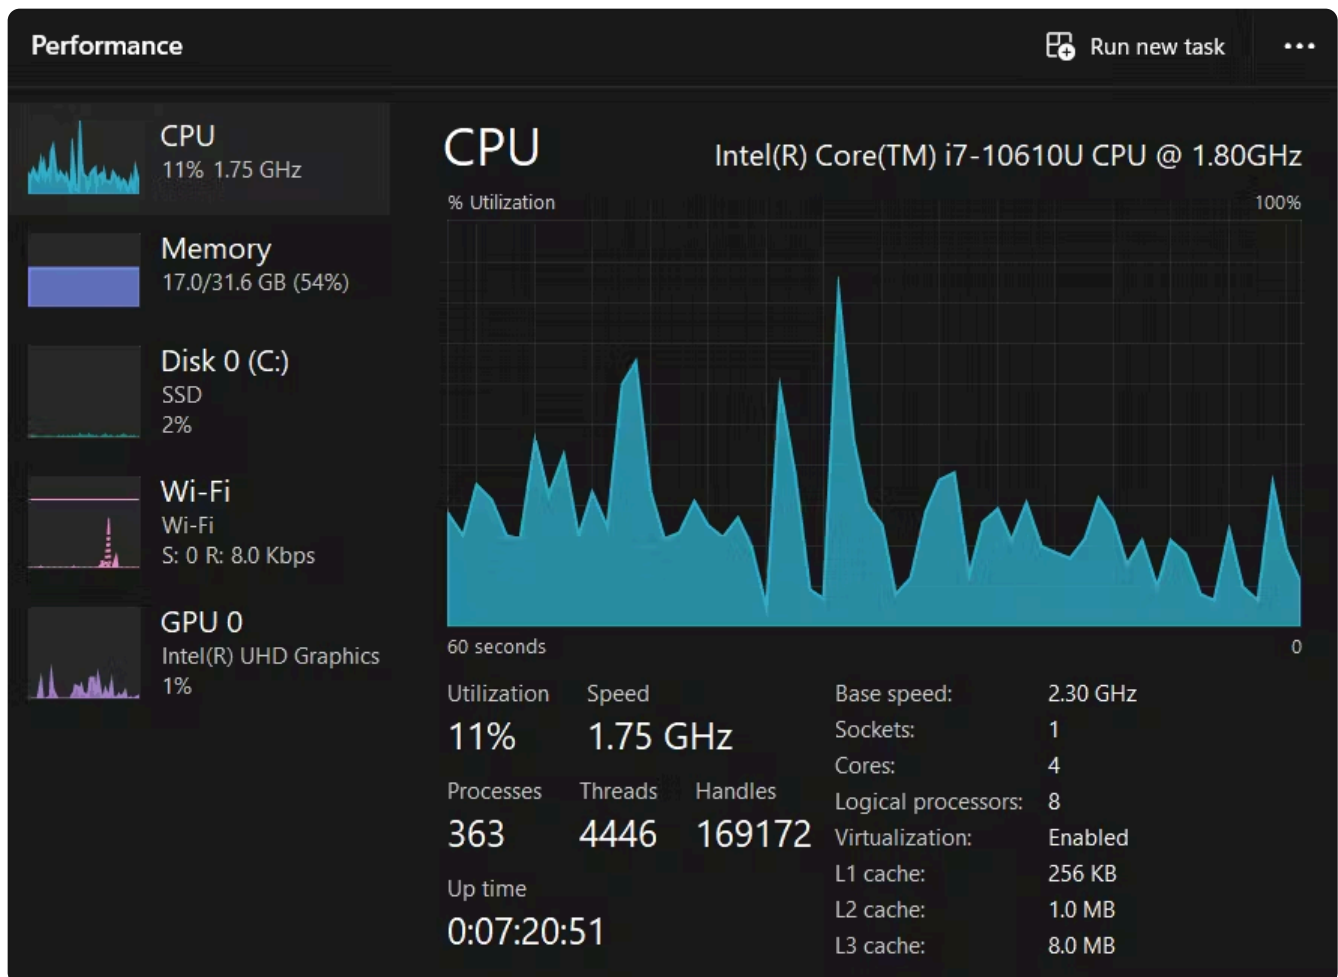 Performance
Run new task
CPU
11% 1.75 GHz
Memory
17.0/31.6 GB (54%)
Disk 0 (C:)
SSD
2%
Wi-Fi
Wi-Fi
S: 0 R: 8.0 Kbps
GPU 0
Intel(R) UHD Graphics
1%
CPU
Intel(R) Core(TM) i7-10610U CPU @ 1.80GHz
% Utilization 100%
60 seconds 0
Utilization Speed
11% 1.75 GHz
Processes Threads Handles
363 4446 169172
Up time
0:07:20:51
Base speed: 2.30 GHz
Sockets: 1
Cores: 4
Logical processors: 8
Virtualization: Enabled
L1 cache: 256 KB
L2 cache: 1.0 MB
L3 cache: 8.0 MB